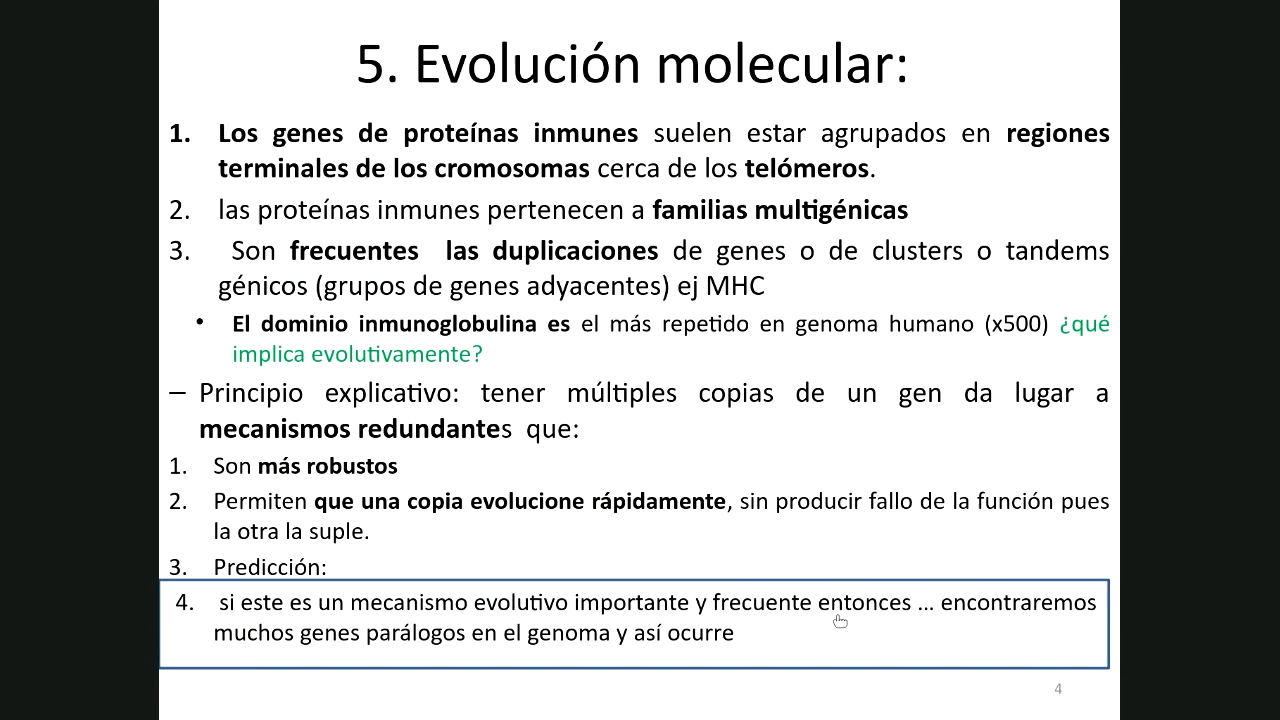 5. Evolución molecular:
1. Los genes de proteínas inmunes suelen estar agrupados en regiones
terminales de los cromosomas cerca de los telómeros.
2. las proteínas inmunes pertenecen a familias multigénicas
3. Son frecuentes las duplicaciones de genes o de clusters o tandems
génicos (grupos de genes adyacentes) ej MHC
• El dominio inmunoglobulina es el más repetido en genoma humano (x500) ¿qué
implica evolutivamente?
– Principio explicativo: tener múltiples copias de un gen da lugar a
mecanismos redundantes que:
1. Son más robustos
2. Permiten que una copia evolucione rápidamente, sin producir fallo de la función pues
la otra la suple.
3. Predicción:
4. si este es un mecanismo evolutivo importante y frecuente entonces ... encontraremos
muchos genes parálogos en el genoma y así ocurre
4